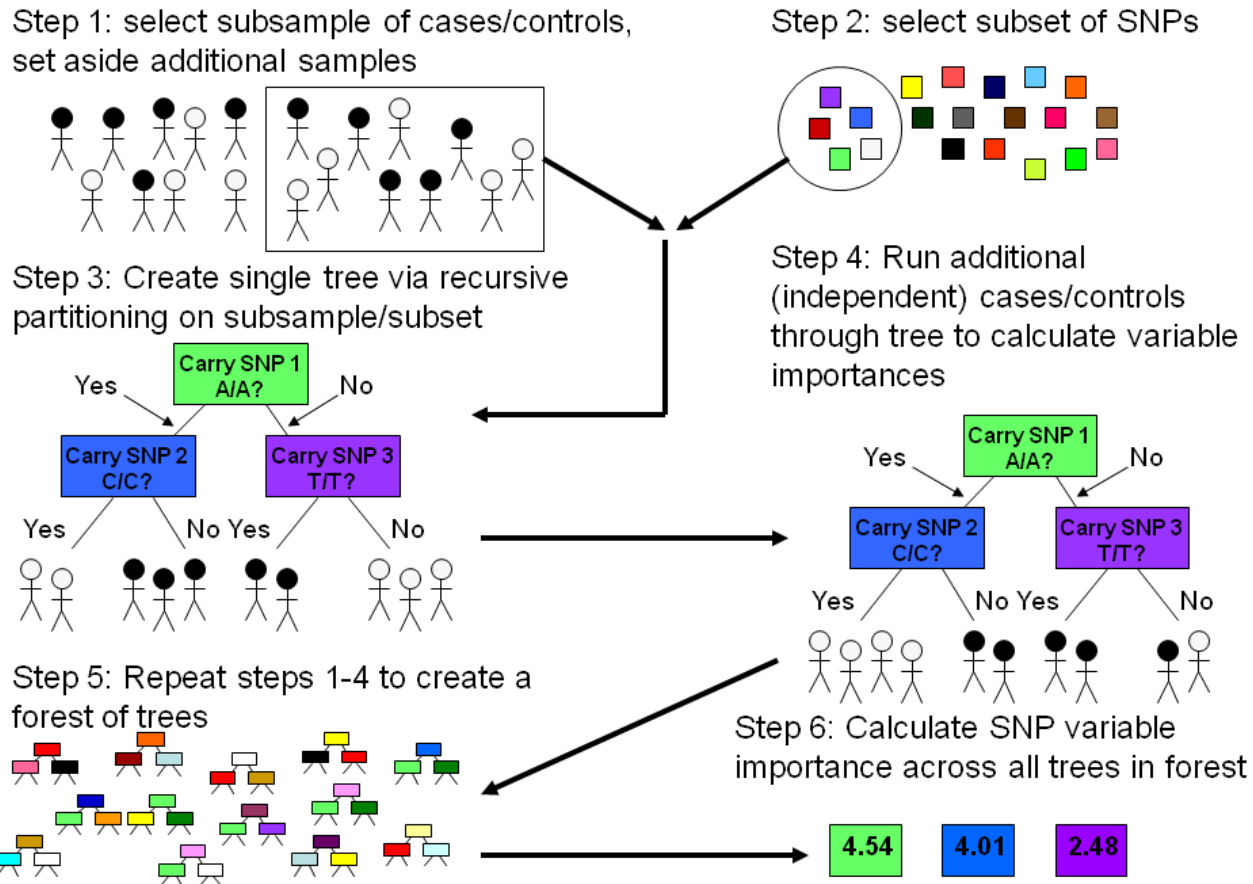 Step 1: select subsample of cases/controls,
set aside additional samples
Step 2: select subset of SNPs
Step 3: Create single tree via recursive
partitioning on subsample/subset
Carry SNP 1
A/A?
Yes
No
Carry SNP 2
C/C?
Carry SNP 3
T/T?
Yes
No
Yes
No
Step 4: Run additional
(independent) cases/controls
through tree to calculate variable
importances
Carry SNP 1
A/A?
Yes
No
Carry SNP 2
C/C?
Carry SNP 3
T/T?
Yes
No
Yes
No
Step 5: Repeat steps 1-4 to create a
forest of trees
Step 6: Calculate SNP variable
importance across all trees in forest
4.54
4.01
2.48